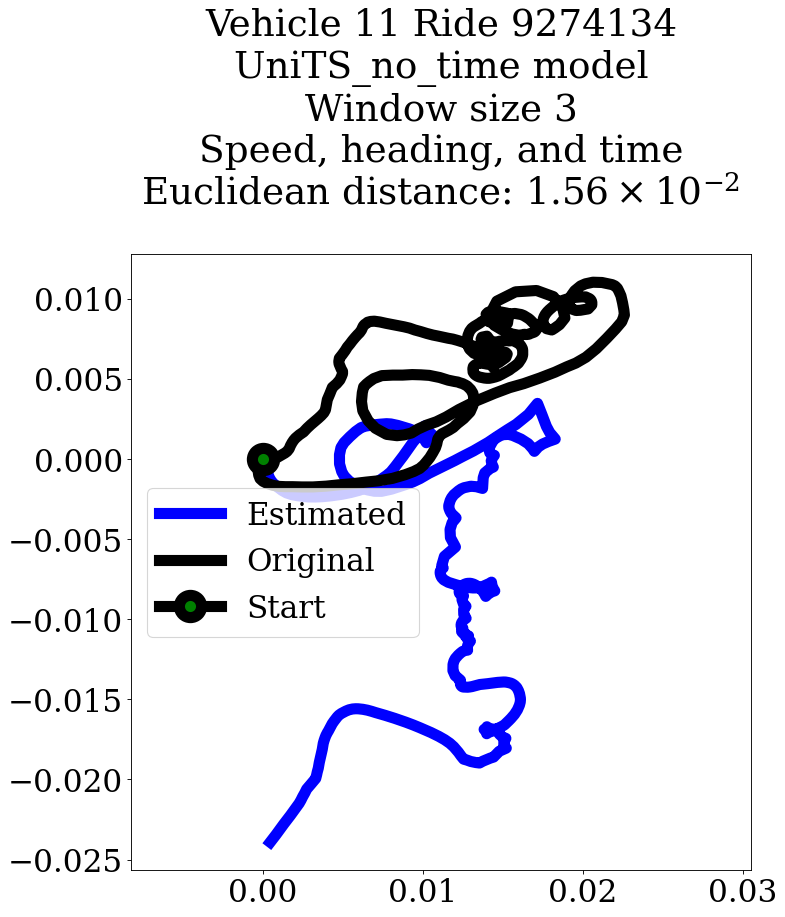 Vehicle 11 Ride 9274134
UniTS_no_time model
Window size 3
Speed, heading, and time
Euclidean distance: 1.56 × 10⁻²
0.010
0.005
0.000
−0.005
−0.010
−0.015
−0.020
−0.025
Estimated
Original
Start
0.00 0.01 0.02 0.03